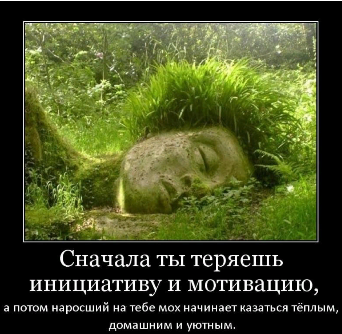 Сначала ты теряешь
инициативу и мотивацию,
а потом наросший на тебе мох начинает казаться тёплым,
домашним и уютным.